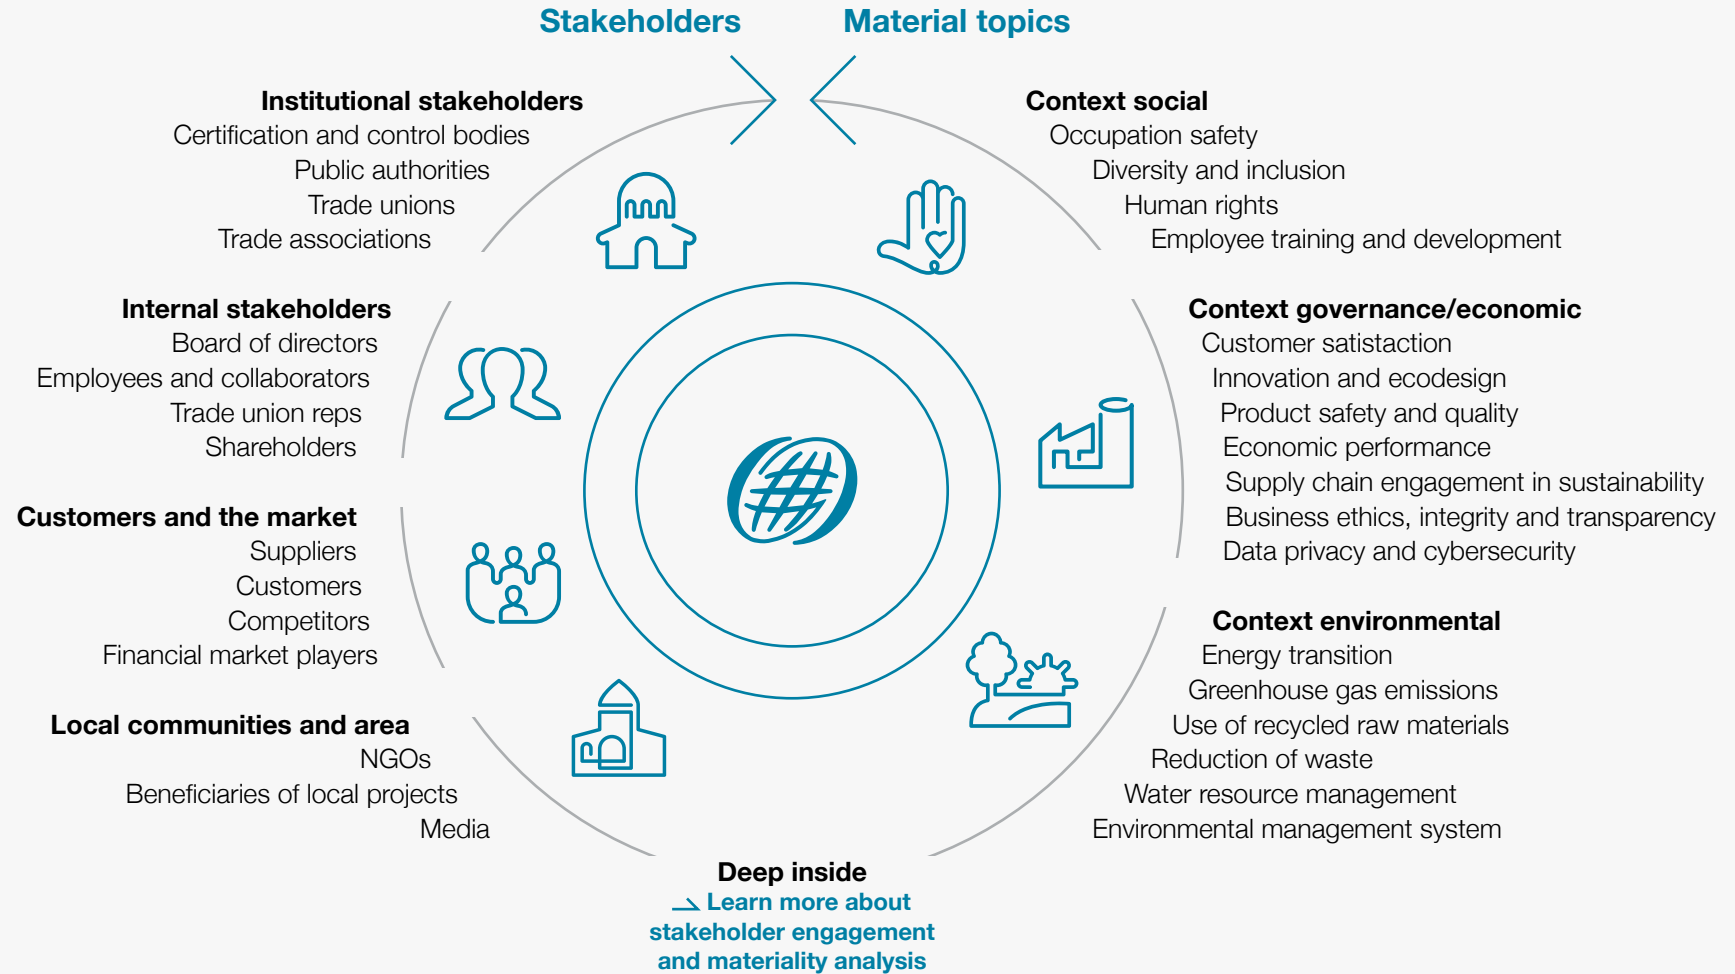 Stakeholders
Institutional stakeholders
Certification and control bodies
Public authorities
Trade unions
Trade associations
Internal stakeholders
Board of directors
Employees and collaborators
Trade union reps
Shareholders
Customers and the market
Suppliers
Customers
Competitors
Financial market players
Local communities and area
NGOs
Beneficiaries of local projects
Media
Material topics
Context social
Occupation safety
Diversity and inclusion
Human rights
Employee training and development
Context governance/economic
Customer satistaction
Innovation and ecodesign
Product safety and quality
Economic performance
Supply chain engagement in sustainability
Business ethics, integrity and transparency
Data privacy and cybersecurity
Context environmental
Energy transition
Greenhouse gas emissions
Use of recycled raw materials
Reduction of waste
Water resource management
Environmental management system
Deep inside
Learn more about
stakeholder engagement
and materiality analysis